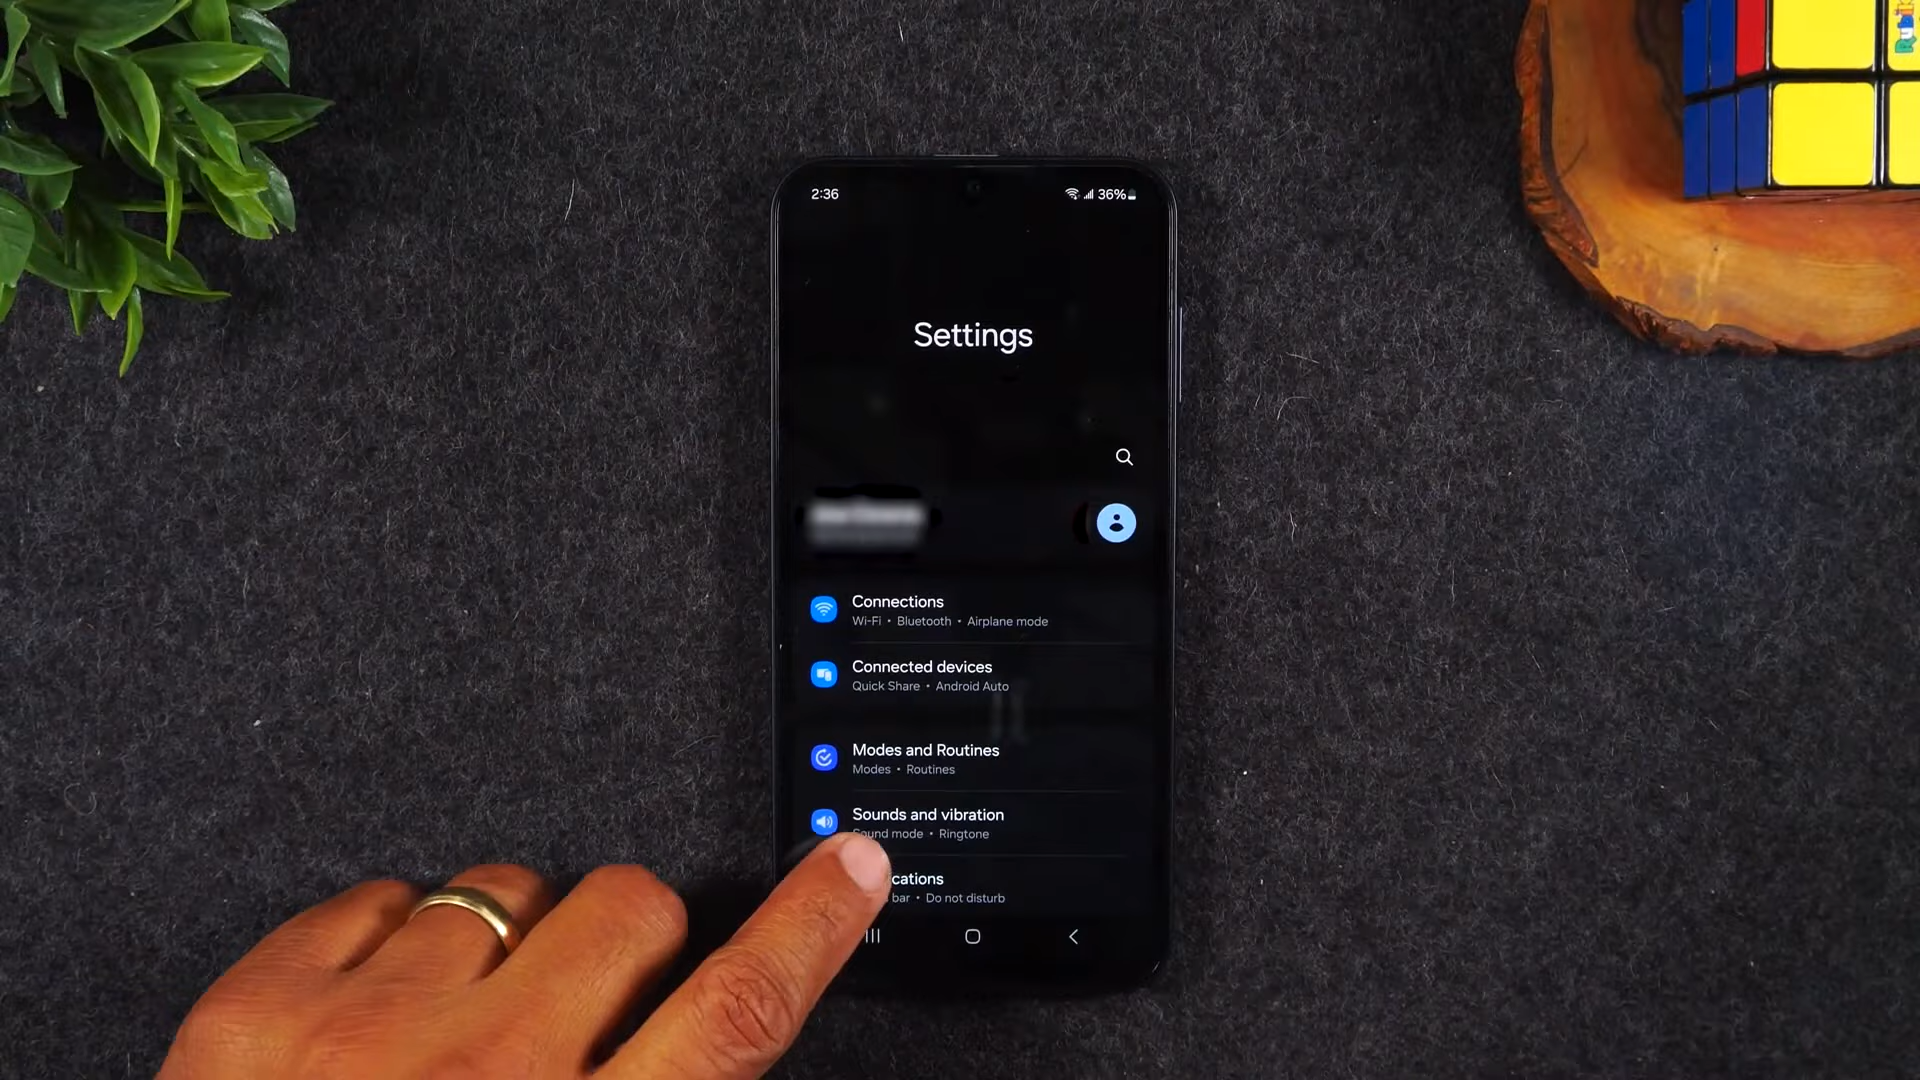 2:36
36%
Settings
Connections
Wi-Fi • Bluetooth • Airplane mode
Connected devices
Quick Share • Android Auto
Modes and Routines
Modes • Routines
Sounds and vibration
Sound mode • Ringtone
cations
bar • Do not disturb